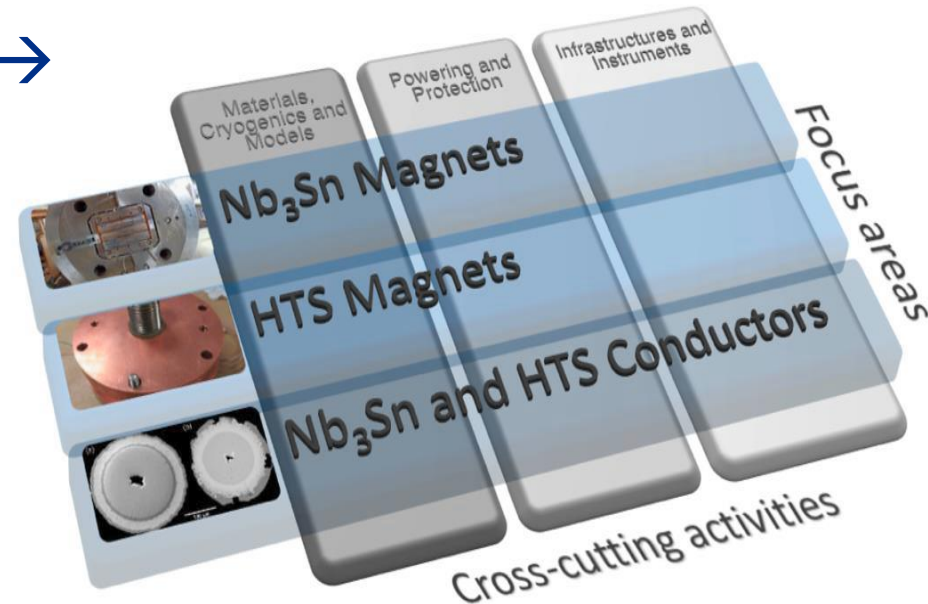 Materials,
Cryogenics and
Models
Powering and
Protection
Infrastructures and
Instruments
Nb₃Sn Magnets
HTS Magnets
Nb₃Sn and HTS Conductors
Focus areas
Cross-cutting activities